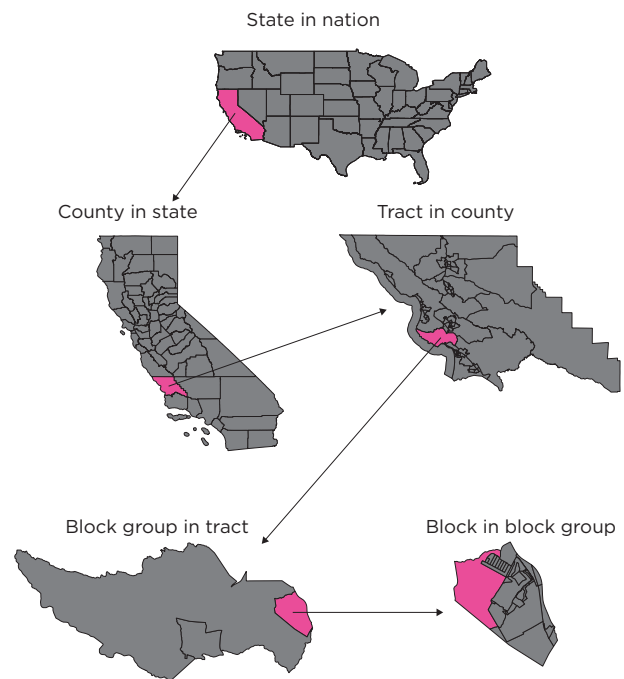 State in nation
County in state
Tract in county
Block group in tract
Block in block group